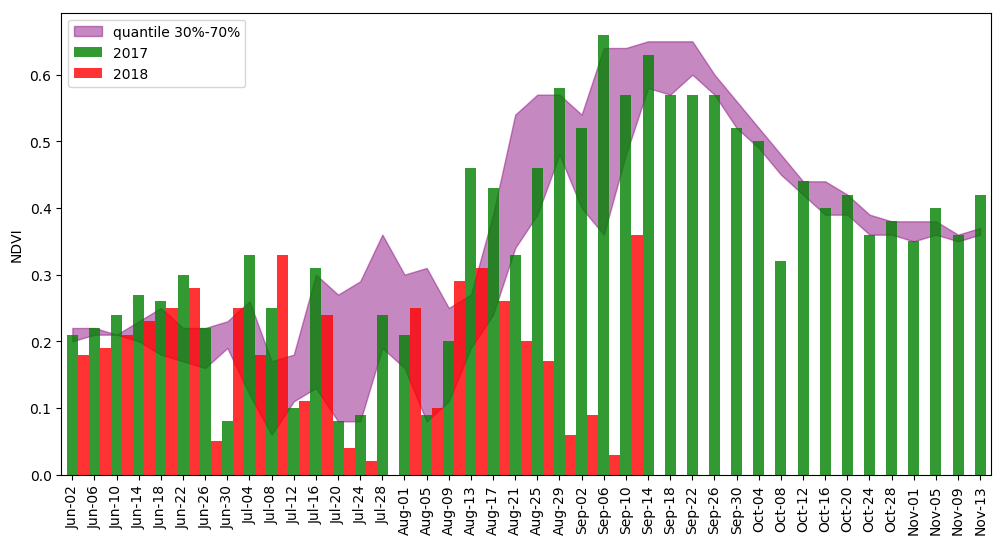 quantile 30%-70%
2017
2018
NDVI
0.6
0.5
0.4
0.3
0.2
0.1
0.0
Jun-02
Jun-06
Jun-10
Jun-14
Jun-18
Jun-22
Jun-26
Jun-30
Jul-04
Jul-08
Jul-12
Jul-16
Jul-20
Jul-24
Jul-28
Aug-01
Aug-05
Aug-09
Aug-13
Aug-17
Aug-21
Aug-25
Aug-29
Sep-02
Sep-06
Sep-10
Sep-14
Sep-18
Sep-22
Sep-26
Sep-30
Oct-04
Oct-08
Oct-12
Oct-16
Oct-20
Oct-24
Oct-28
Nov-01
Nov-05
Nov-09
Nov-13